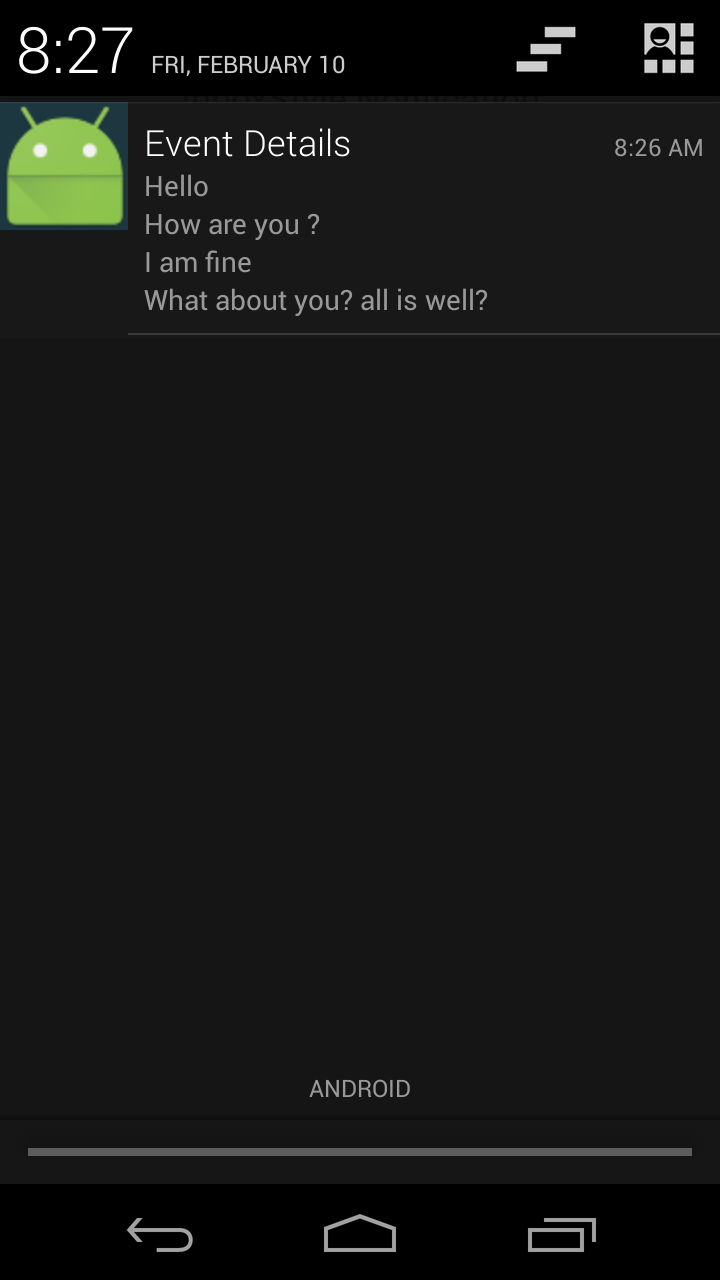 8:27 FRI, FEBRUARY 10
Event Details 8:26 AM
Hello
How are you ?
I am fine
What about you? all is well?
ANDROID